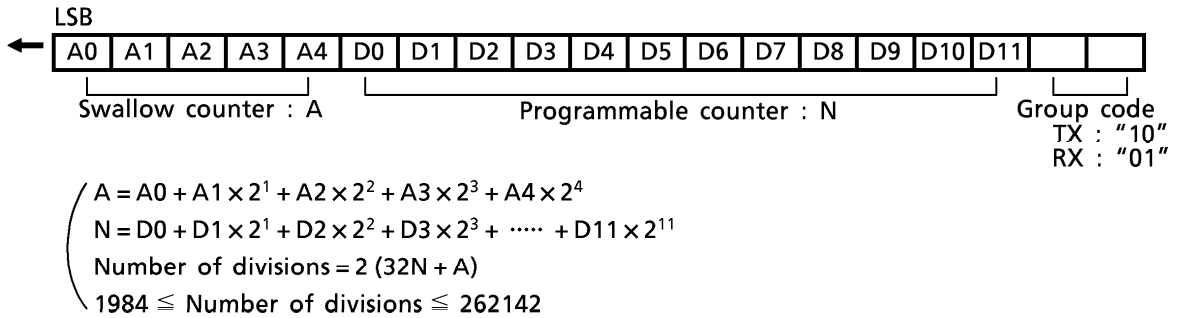 LSB
A0 A1 A2 A3 A4 D0 D1 D2 D3 D4 D5 D6 D7 D8 D9 D10 D11
Swallow counter : A Programmable counter : N Group code
TX : “10”
RX : “01”
A = A0 + A1 × 2¹ + A2 × 2² + A3 × 2³ + A4 × 2⁴
N = D0 + D1 × 2¹ + D2 × 2² + D3 × 2³ + ····· + D11 × 2¹¹
Number of divisions = 2 (32N + A)
1984 ≦ Number of divisions ≦ 262142